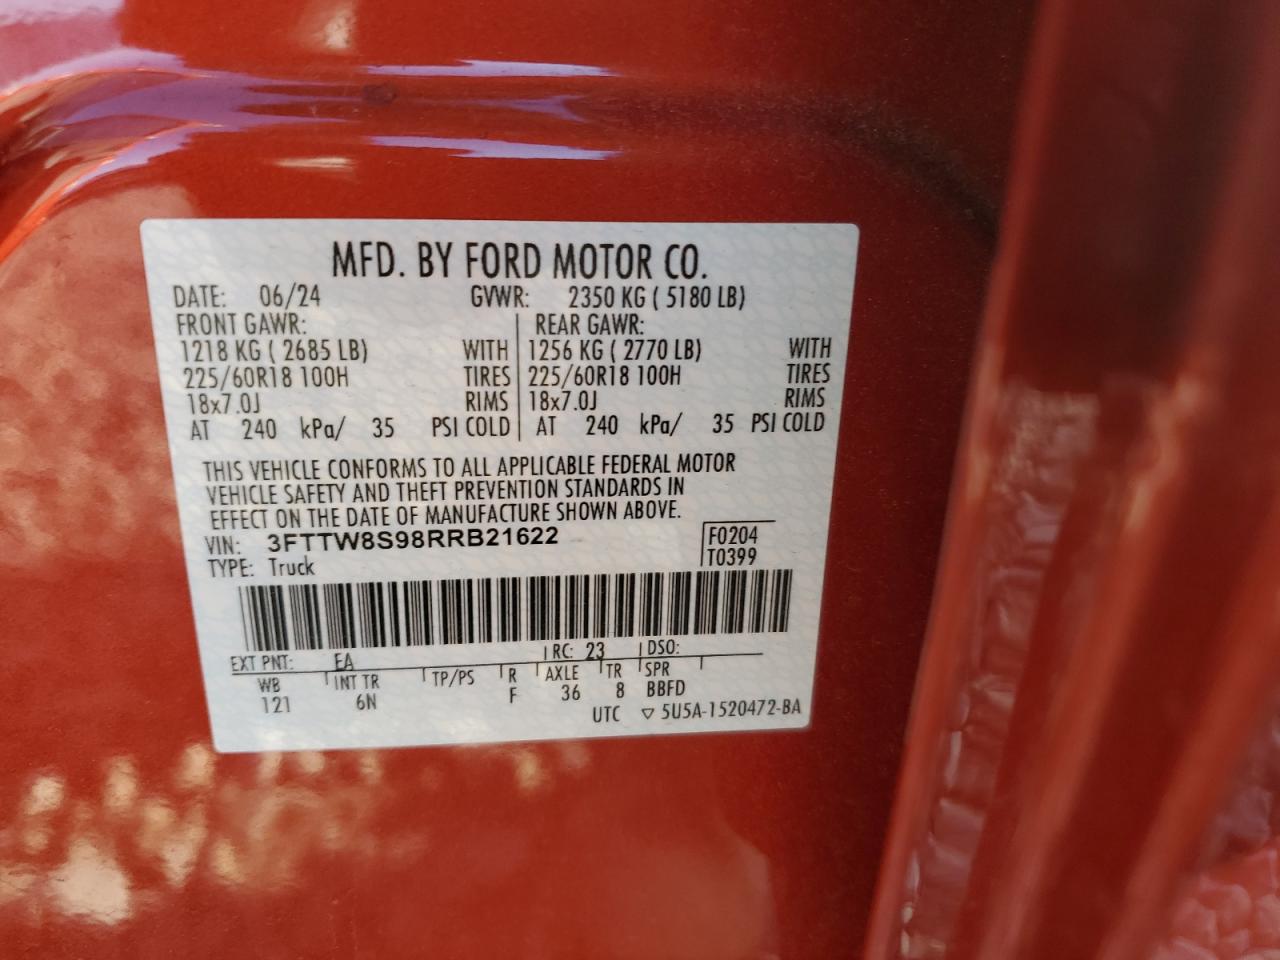 MFD. BY FORD MOTOR CO.
DATE: 06/24 GVWR: 2350 KG ( 5180 LB)
FRONT GAWR: REAR GAWR:
1218 KG ( 2685 LB) WITH 1256 KG ( 2770 LB) WITH
225/60R18 100H TIRES 225/60R18 100H TIRES
18x7.0J RIMS 18x7.0J RIMS
AT 240 kPa/ 35 PSI COLD AT 240 kPa/ 35 PSI COLD
THIS VEHICLE CONFORMS TO ALL APPLICABLE FEDERAL MOTOR
VEHICLE SAFETY AND THEFT PREVENTION STANDARDS IN
EFFECT ON THE DATE OF MANUFACTURE SHOWN ABOVE.
VIN: 3FTTW8S98RRB21622 F0204
TYPE: Truck T0399
EXT PNT: EA RC: 23 DSO:
WB INT TR TP/PS R AXLE TR SPR
121 6N F 36 8 BBFD
UTC ▽ 5U5A-1520472-BA